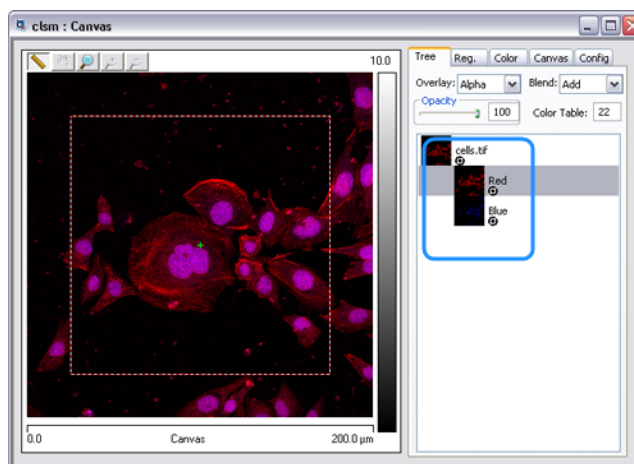 clsm : Canvas
10.0
Tree Reg. Color Canvas Config
Overlay: Alpha Blend: Add
Opacity
100 Color Table: 22
cells.tif
Red
Blue
0.0 Canvas 200.0 µm